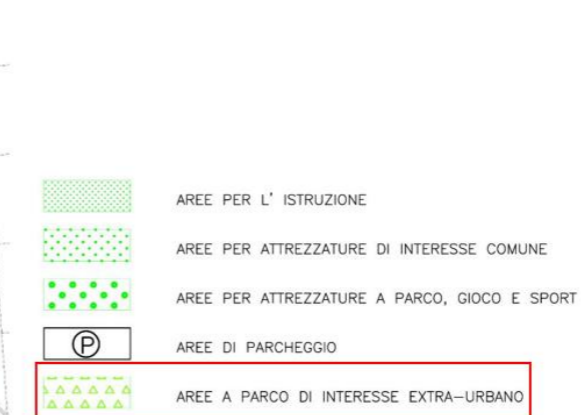 AREE PER L' ISTRUZIONE
AREE PER ATTREZZATURE DI INTERESSE COMUNE
AREE PER ATTREZZATURE A PARCO, GIOCO E SPORT
P AREE DI PARCHEGGIO
AREE A PARCO DI INTERESSE EXTRA-URBANO